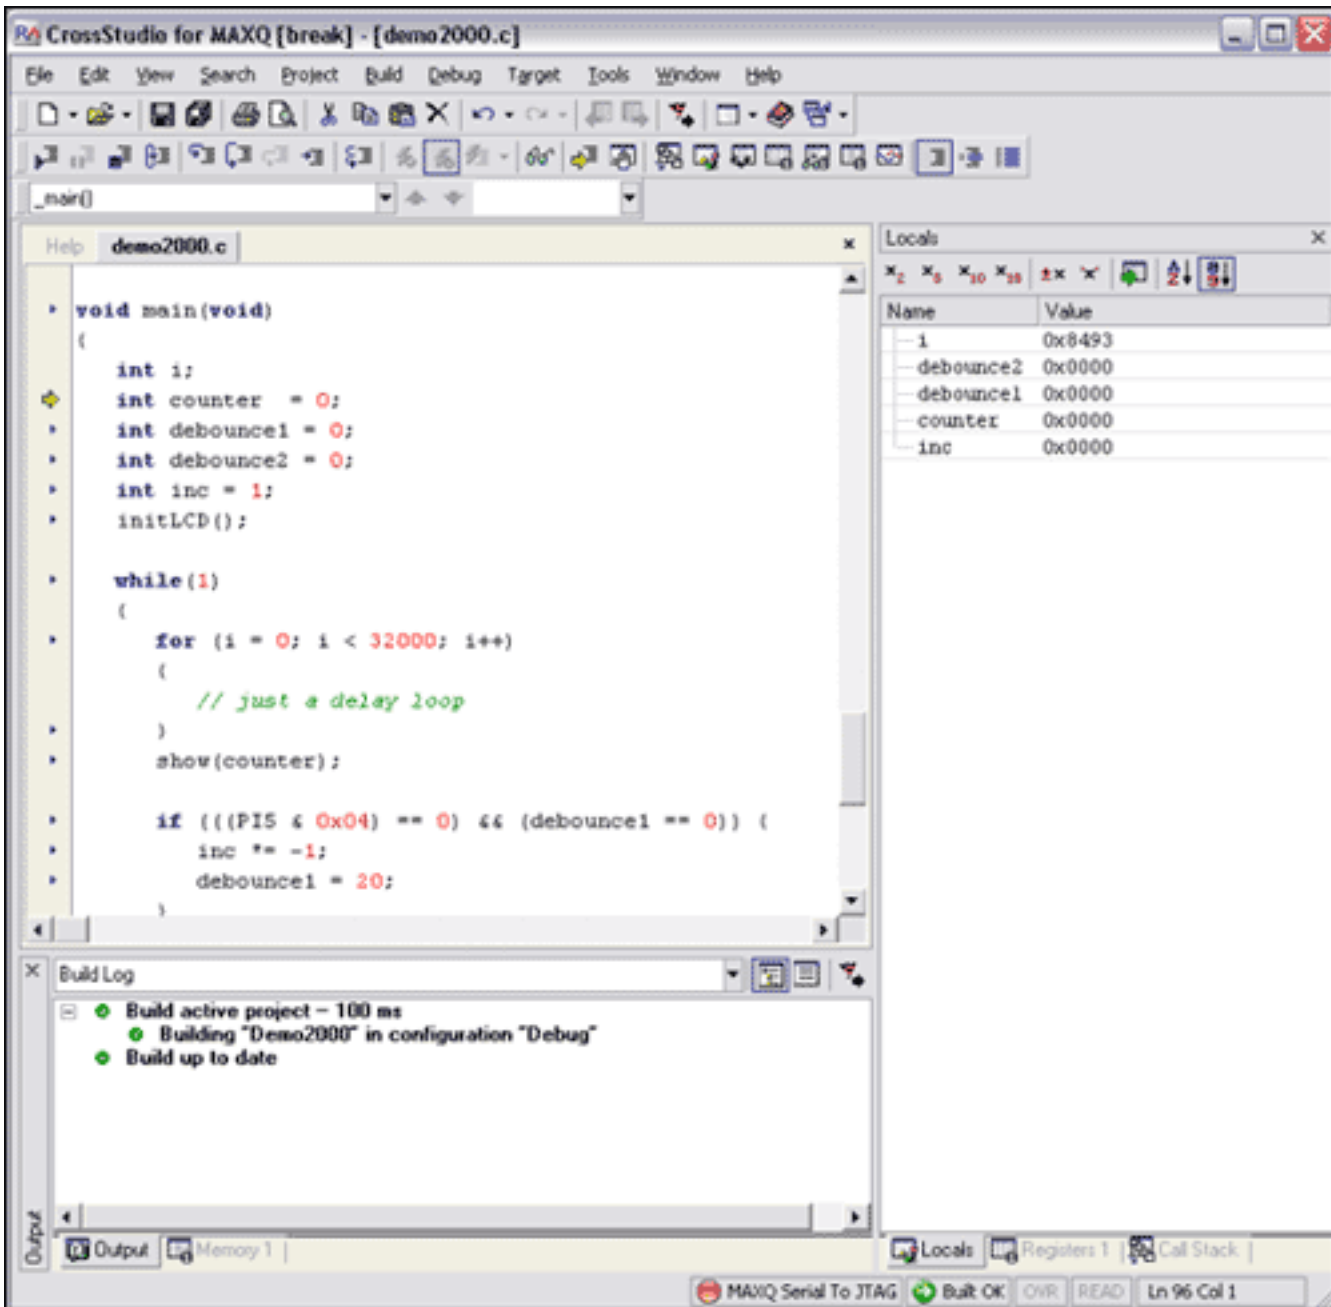 CrossStudio for MAXQ [break] - [demo2000.c]
File Edit View Search Project Build Debug Target Tools Window Help
_main()
Help demo2000.c
void main(void)
{
int i;
int counter = 0;
int debounce1 = 0;
int debounce2 = 0;
int inc = 1;
initLCD();
while(1)
{
for (i = 0; i < 32000; i++)
{
// just a delay loop
}
show(counter);
if (((PI5 & 0x04) == 0) && (debounce1 == 0)) {
inc *= -1;
debounce1 = 20;
}
Locals
Name Value
i 0x8493
debounce2 0x0000
debounce1 0x0000
counter 0x0000
inc 0x0000
Build Log
Build active project – 100 ms
Building "Demo2000" in configuration "Debug"
Build up to date
Output
Output Memory 1
Locals Registers 1 Call Stack
MAXQ Serial To JTAG Built OK OVR READ Ln 96 Col 1